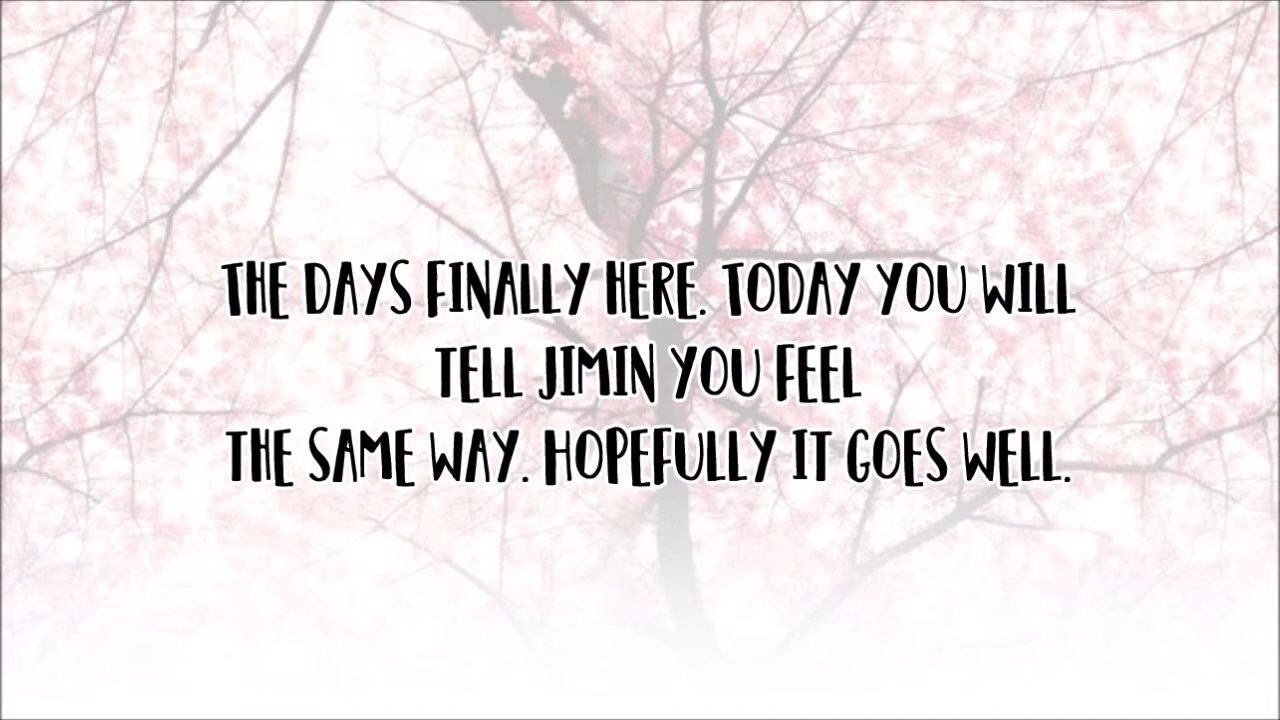 THE DAYS FINALLY HERE. TODAY YOU WILL
TELL JIMIN YOU FEEL
THE SAME WAY. HOPEFULLY IT GOES WELL.